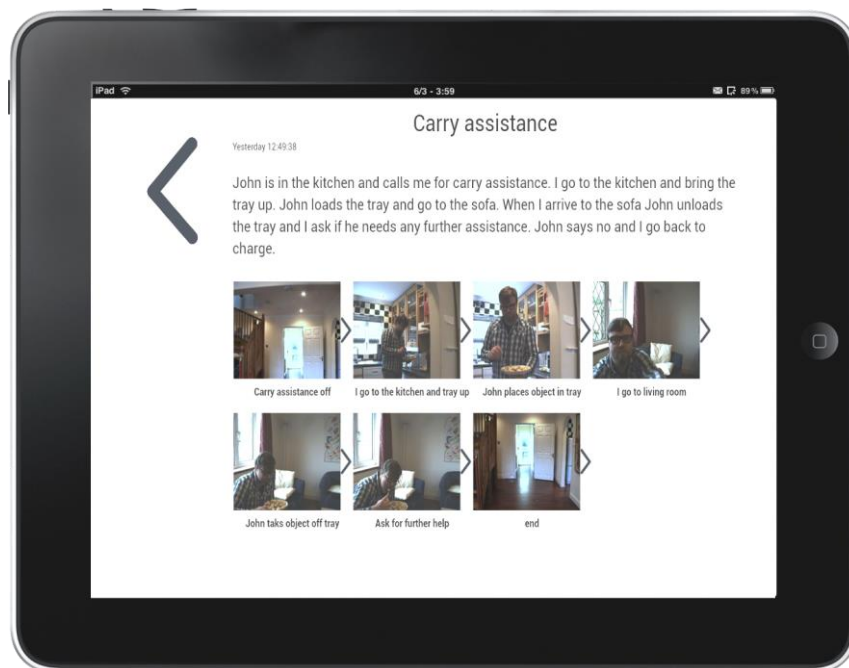 iPad
6/3 - 3:59
89%
Carry assistance
Yesterday 12:49:38
John is in the kitchen and calls me for carry assistance. I go to the kitchen and bring the
tray up. John loads the tray and go to the sofa. When I arrive to the sofa John unloads
the tray and I ask if he needs any further assistance. John says no and I go back to
charge.
Carry assistance off
I go to the kitchen and tray up
John places object in tray
I go to living room
John taks object off tray
Ask for further help
end